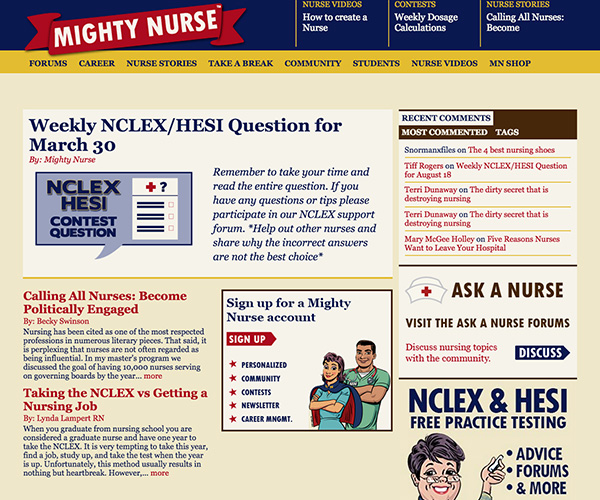 MIGHTY NURSE™
NURSE VIDEOS
How to create a
Nurse
CONTESTS
Weekly Dosage
Calculations
NURSE STORIES
Calling All Nurses:
Become
FORUMS CAREER NURSE STORIES TAKE A BREAK COMMUNITY STUDENTS NURSE VIDEOS MN SHOP
Weekly NCLEX/HESI Question for
March 30
By: Mighty Nurse
NCLEX
HESI
CONTEST
QUESTION
+ ?
Remember to take your time and
read the entire question. If you
have any questions or tips please
participate in our NCLEX support
forum. *Help out other nurses and
share why the incorrect answers
are not the best choice*
RECENT COMMENTS
MOST COMMENTED TAGS
Snormanxfiles on The 4 best nursing shoes
Tiff Rogers on Weekly NCLEX/HESI Question
for August 18
Terri Dunaway on The dirty secret that is
destroying nursing
Terri Dunaway on The dirty secret that is
destroying nursing
Mary McGee Holley on Five Reasons Nurses
Want to Leave Your Hospital
Calling All Nurses: Become
Politically Engaged
By: Becky Swinson
Nursing has been cited as one of the most respected
professions in numerous literary pieces. That said, it
is perplexing that nurses are not often regarded as
being influential. In my master's program we
discussed the goal of having 10,000 nurses serving
on governing boards by the year... more
Taking the NCLEX vs Getting a
Nursing Job
By: Lynda Lampert RN
When you graduate from nursing school you are
considered a graduate nurse and have one year to
take the NCLEX. It is very tempting to take this year,
find a job, study up, and take the test when the
year is up. Unfortunately, this method usually results in
nothing but heartbreak. However,... more
Sign up for a Mighty
Nurse account
SIGN UP
PERSONALIZED
COMMUNITY
CONTESTS
NEWSLETTER
CAREER MNGMT.
ASK A NURSE
VISIT THE ASK A NURSE FORUMS
Discuss nursing topics
with the community.
DISCUSS
NCLEX & HESI
FREE PRACTICE TESTING
• ADVICE
• FORUMS
& MORE